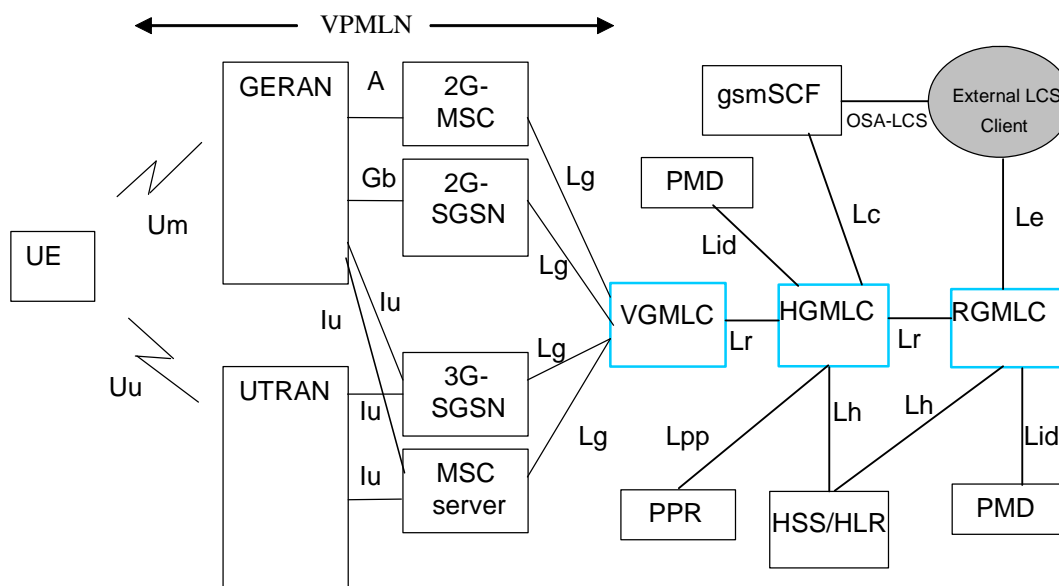 VPMLN
GERAN
A
2G-
MSC
gsmSCF
OSA-LCS
External LCS
Client
Gb
2G-
SGSN
Lg
PMD
Lc
Le
Um
UE
Lid
Lg
Iu
Iu
VGMLC
Lr
HGMLC
Lr
RGMLC
Uu
UTRAN
Iu
3G-
SGSN
Lg
Lg
Lpp
Lh
Lh
Lid
Iu
MSC
server
PPR
HSS/HLR
PMD